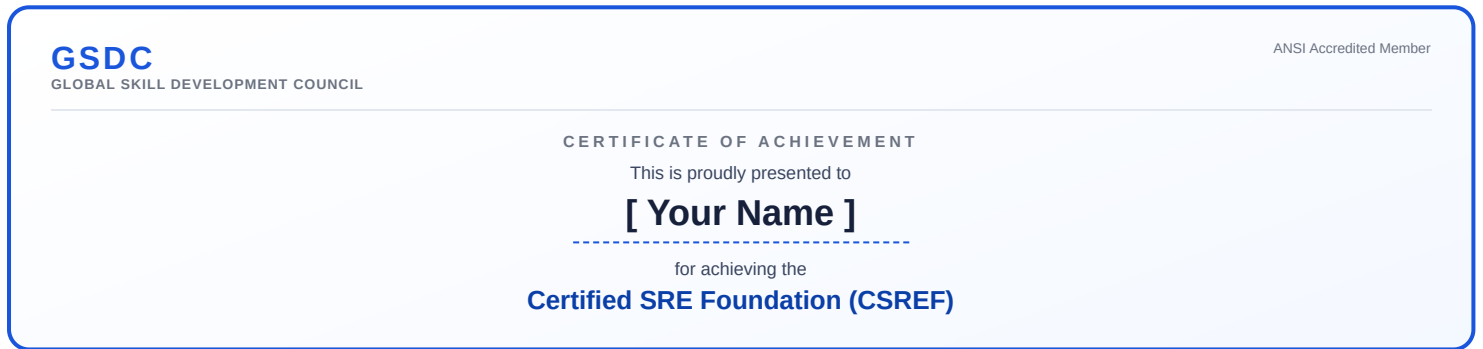 GSDC
GLOBAL SKILL DEVELOPMENT COUNCIL
ANSI Accredited Member
CERTIFICATE OF ACHIEVEMENT
This is proudly presented to
[ Your Name ]
for achieving the
Certified SRE Foundation (CSREF)